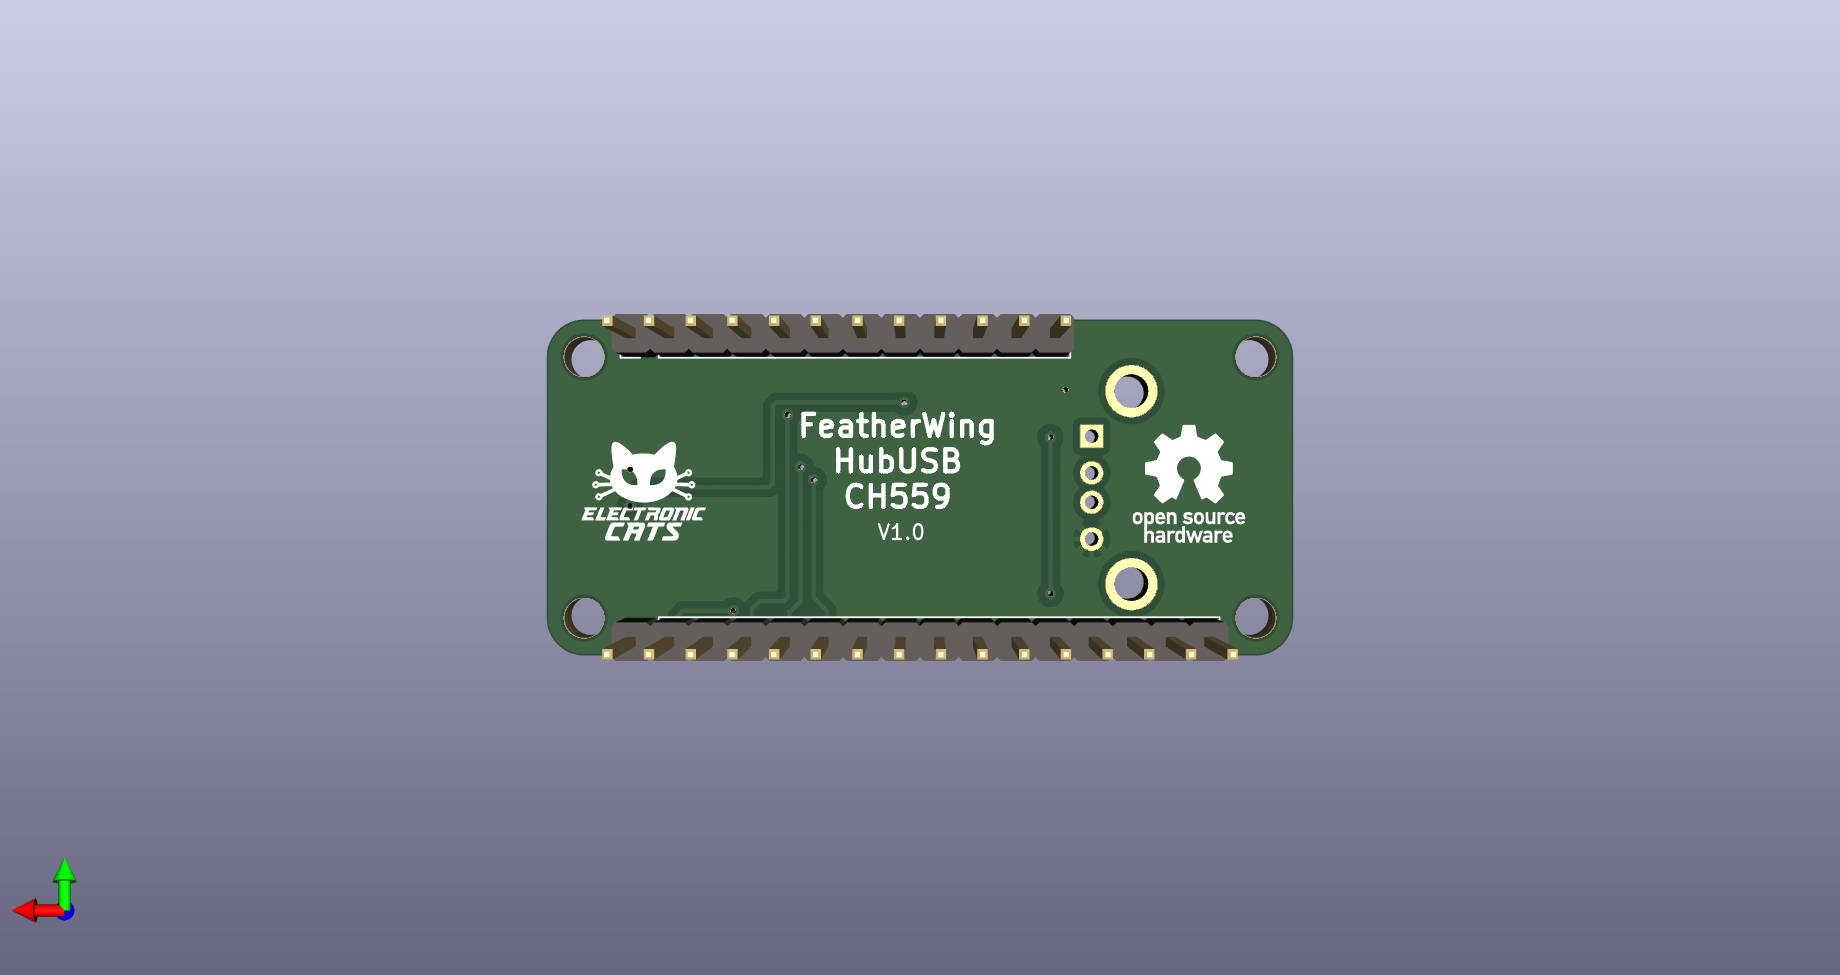 FeatherWing
HubUSB
CH559
V1.0
ELECTRONIC
CATS
open source
hardware